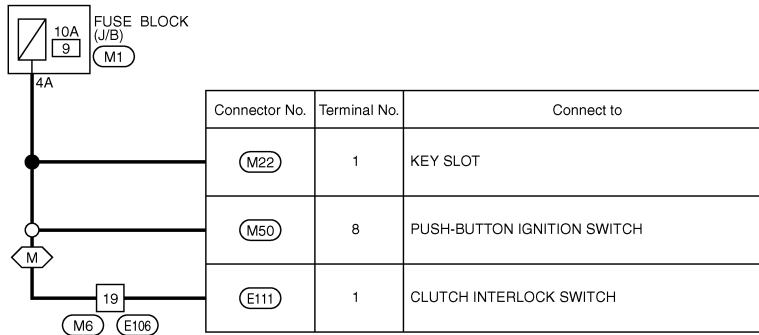 FUSE BLOCK
(J/B)
10A
9
M1
4A
Connector No. Terminal No. Connect to
M22 1 KEY SLOT
M50 8 PUSH-BUTTON IGNITION SWITCH
M
19
E111 1 CLUTCH INTERLOCK SWITCH
M6 E106